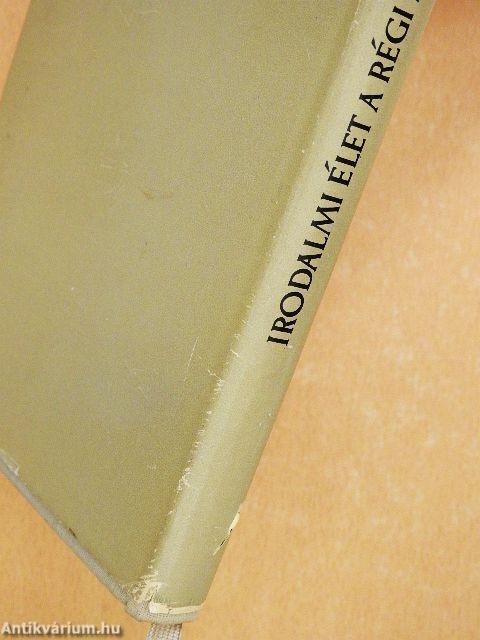 IRODALMI ÉLET A RÉGI
Antikvárium.hu